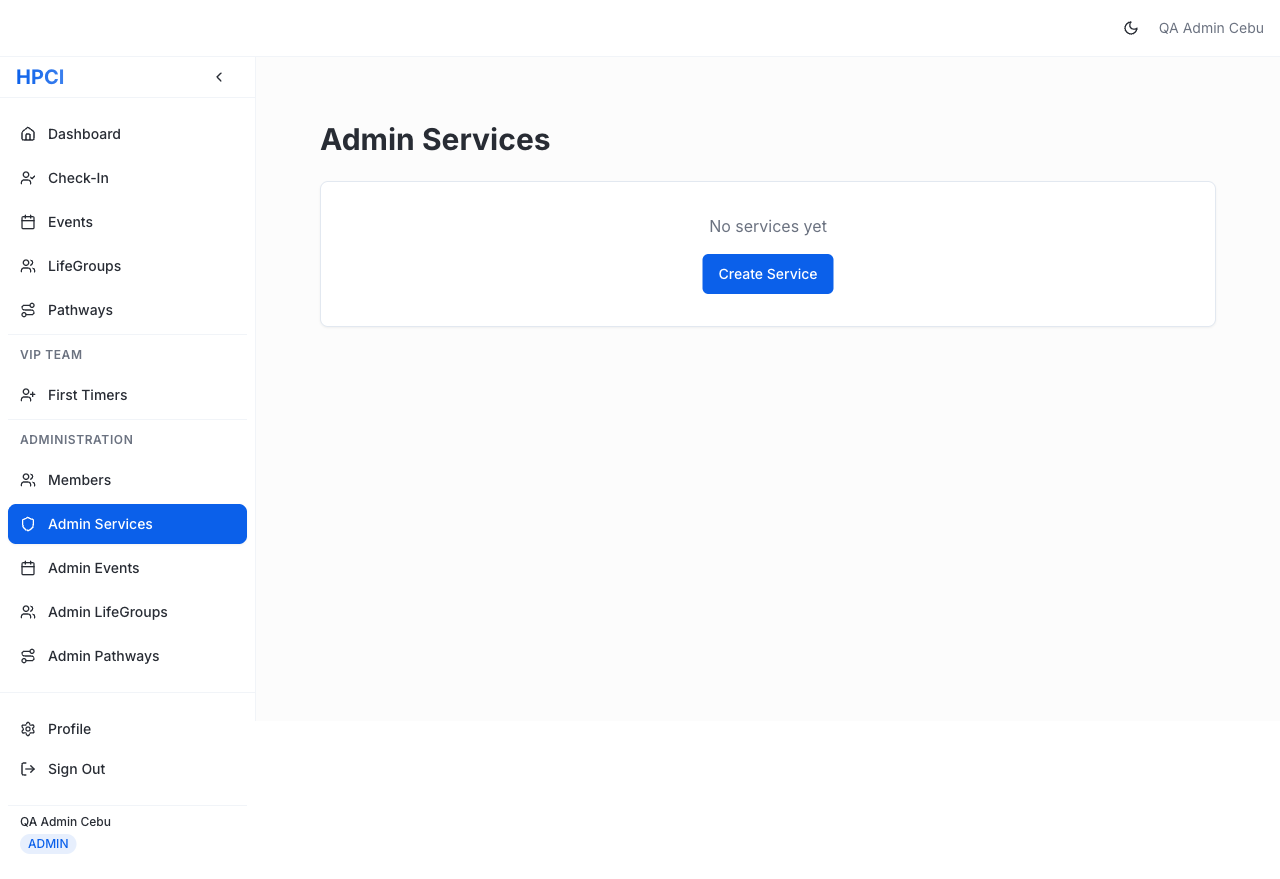 QA Admin Cebu
HPCI
Dashboard
Check-In
Events
LifeGroups
Pathways
VIP TEAM
First Timers
ADMINISTRATION
Members
Admin Services
Admin Events
Admin LifeGroups
Admin Pathways
Profile
Sign Out
QA Admin Cebu
ADMIN
Admin Services
No services yet
Create Service